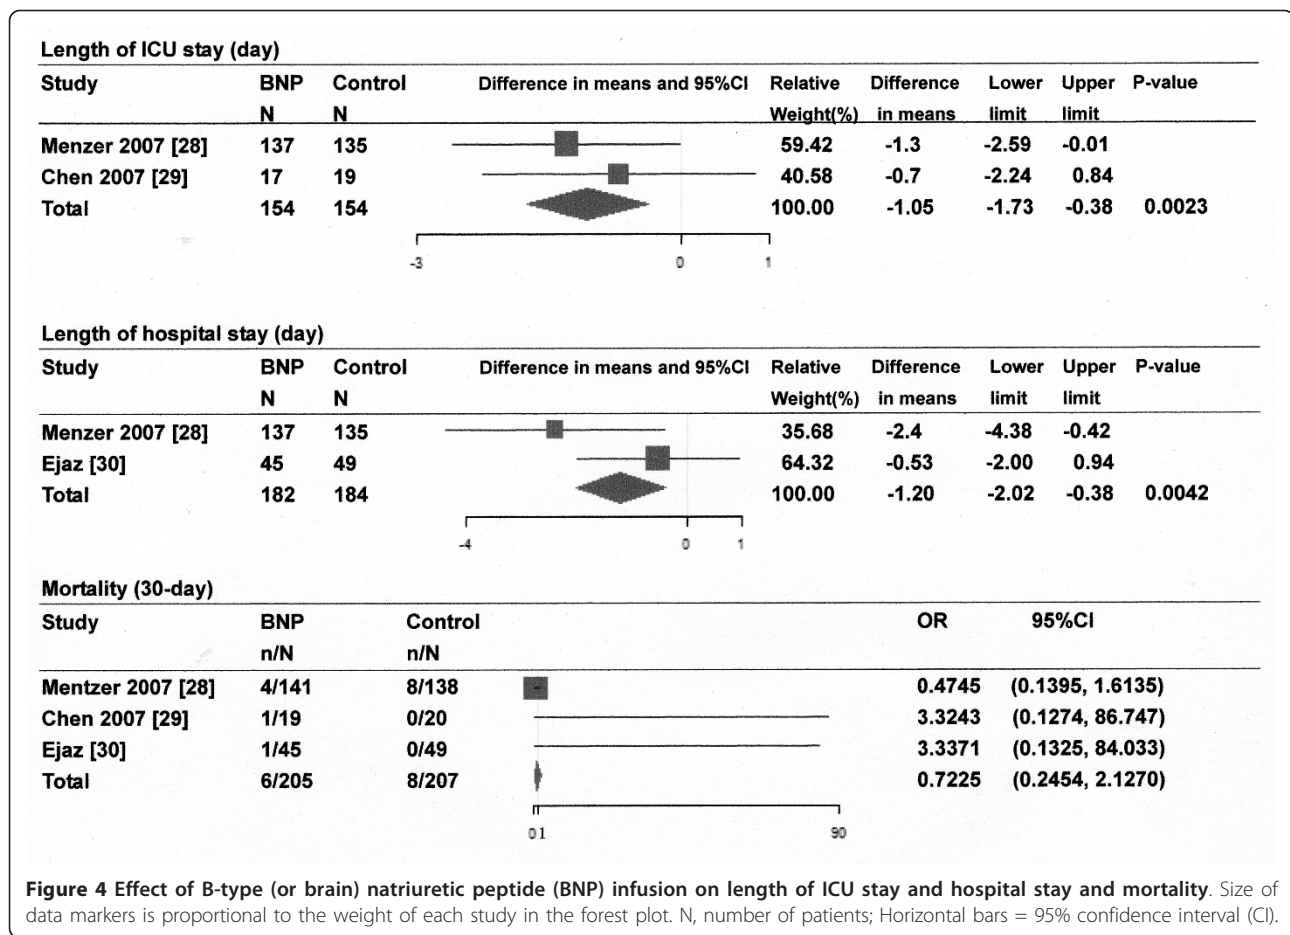 Length of ICU stay (day)
Study BNP Control Difference in means and 95%CI Relative Difference Lower Upper P-value
N N Weight(%) in means limit limit
Menzer 2007 [28] 137 135 59.42 -1.3 -2.59 -0.01
Chen 2007 [29] 17 19 40.58 -0.7 -2.24 0.84
Total 154 154 100.00 -1.05 -1.73 -0.38 0.0023
-3 0 1
Length of hospital stay (day)
Study BNP Control Difference in means and 95%CI Relative Difference Lower Upper P-value
N N Weight(%) in means limit limit
Menzer 2007 [28] 137 135 35.68 -2.4 -4.38 -0.42
Ejaz [30] 45 49 64.32 -0.53 -2.00 0.94
Total 182 184 100.00 -1.20 -2.02 -0.38 0.0042
-4 0 1
Mortality (30-day)
Study BNP Control OR 95%CI
n/N n/N
Mentzer 2007 [28] 4/141 8/138 0.4745 (0.1395, 1.6135)
Chen 2007 [29] 1/19 0/20 3.3243 (0.1274, 86.747)
Ejaz [30] 1/45 0/49 3.3371 (0.1325, 84.033)
Total 6/205 8/207 0.7225 (0.2454, 2.1270)
0 1 90
Figure 4 Effect of B-type (or brain) natriuretic peptide (BNP) infusion on length of ICU stay and hospital stay and mortality. Size of
data markers is proportional to the weight of each study in the forest plot. N, number of patients; Horizontal bars = 95% confidence interval (CI).